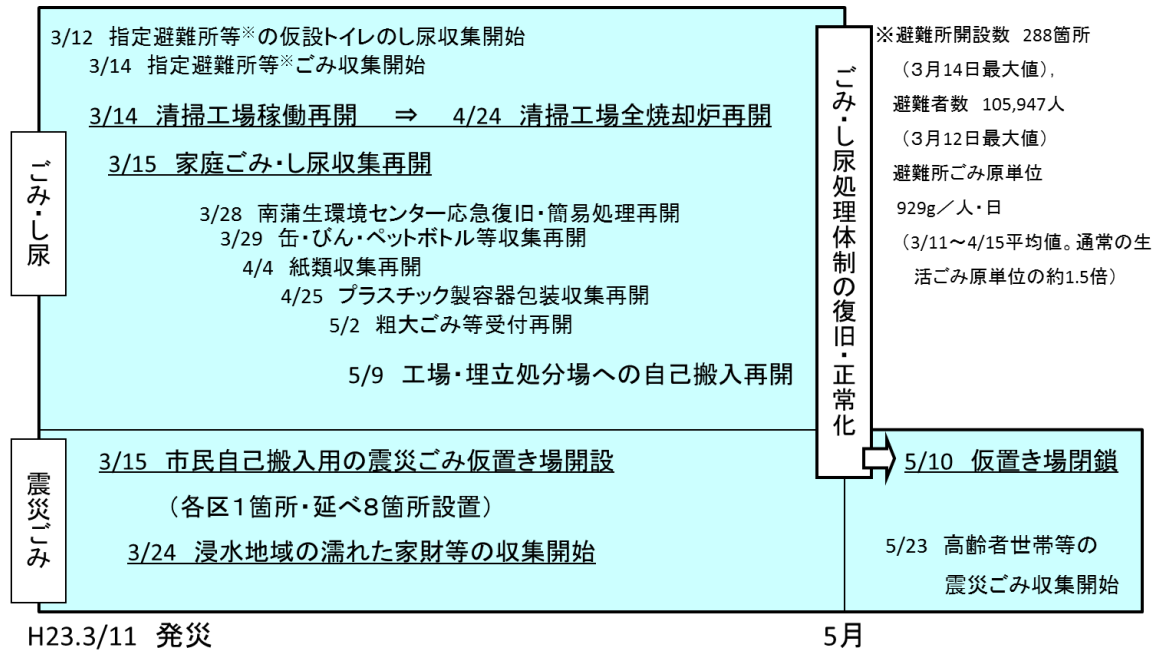 3/12 指定避難所等※の仮設トイレのし尿収集開始
3/14 指定避難所等※ごみ収集開始
3/14 清掃工場稼働再開 ⇒ 4/24 清掃工場全焼却炉再開
ごみ・し尿
3/15 家庭ごみ・し尿収集再開
3/28 南蒲生環境センター応急復旧・簡易処理再開
3/29 缶・びん・ペットボトル等収集再開
4/4 紙類収集再開
4/25 プラスチック製容器包装収集再開
5/2 粗大ごみ等受付再開
5/9 工場・埋立処分場への自己搬入再開
ごみ・し尿処理体制の復旧・正常化
※避難所開設数 288箇所
（３月14日最大値），
避難者数 105,947人
（３月12日最大値）
避難所ごみ原単位
929g／人・日
（3/11～4/15平均値。通常の生
活ごみ原単位の約1.5倍）
震災ごみ
3/15 市民自己搬入用の震災ごみ仮置き場開設
（各区１箇所・延べ８箇所設置）
3/24 浸水地域の濡れた家財等の収集開始
5/10 仮置き場閉鎖
5/23 高齢者世帯等の
震災ごみ収集開始
H23.3/11 発災
5月